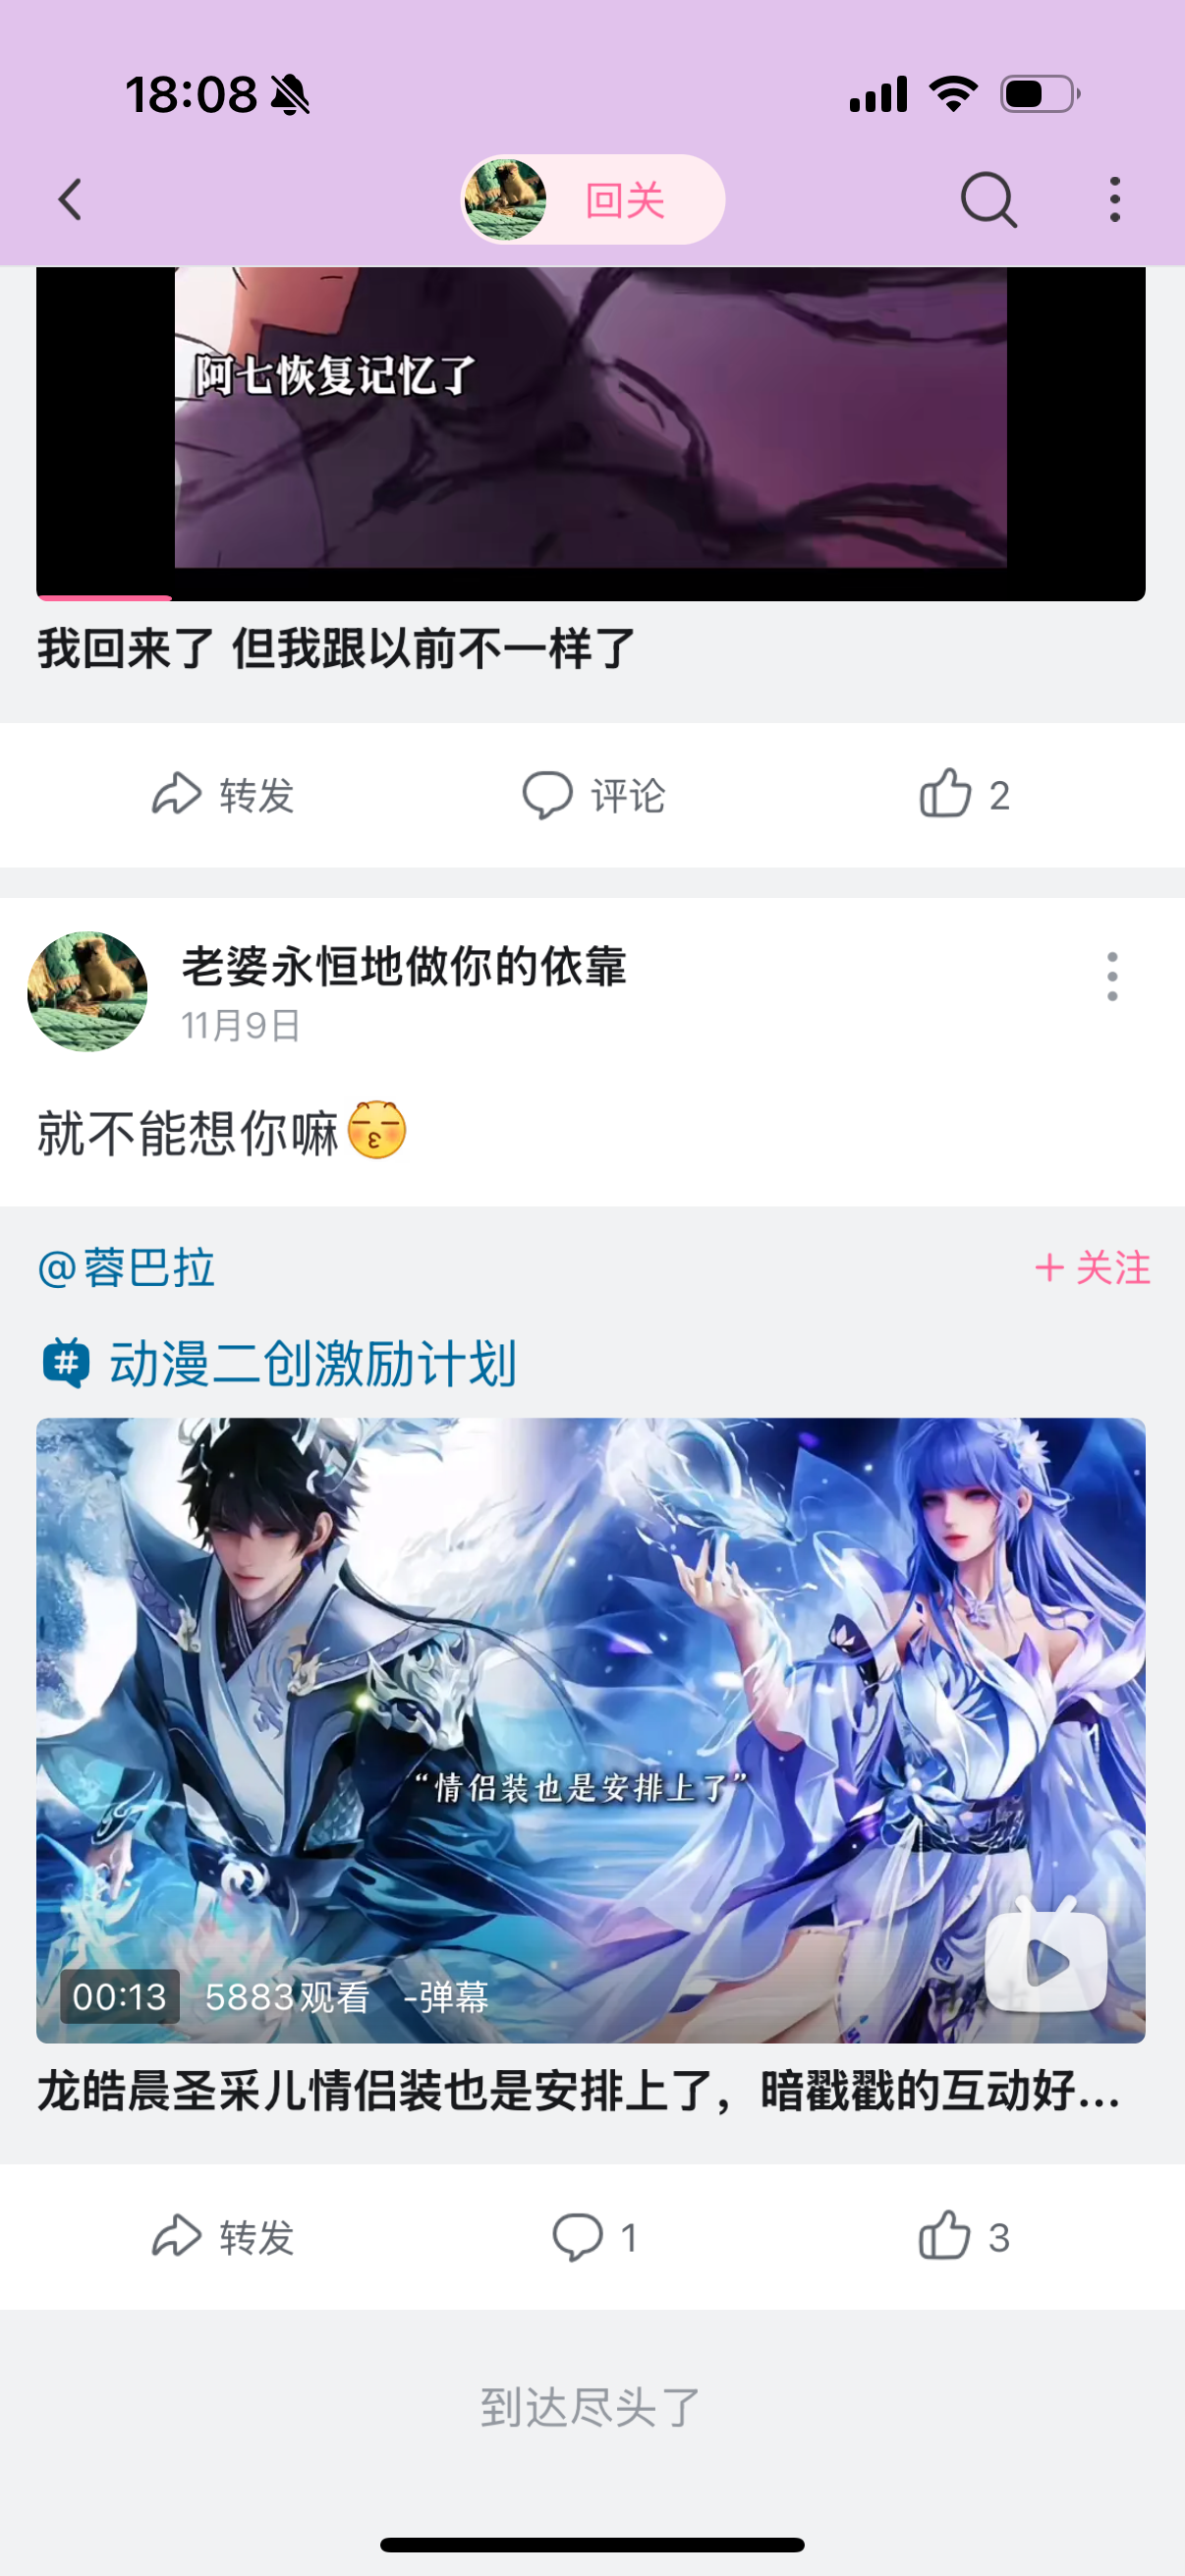 18:08
回关
阿七恢复记忆了
我回来了 但我跟以前不一样了
转发 评论 2
老婆永恒地做你的依靠
11月9日
就不能想你嘛
@蓉巴拉 + 关注
# 动漫二创激励计划
“情侣装也是安排上了”
00:13 5883观看 -弹幕
龙皓晨圣采儿情侣装也是安排上了，暗戳戳的互动好...
转发 1 3
到达尽头了